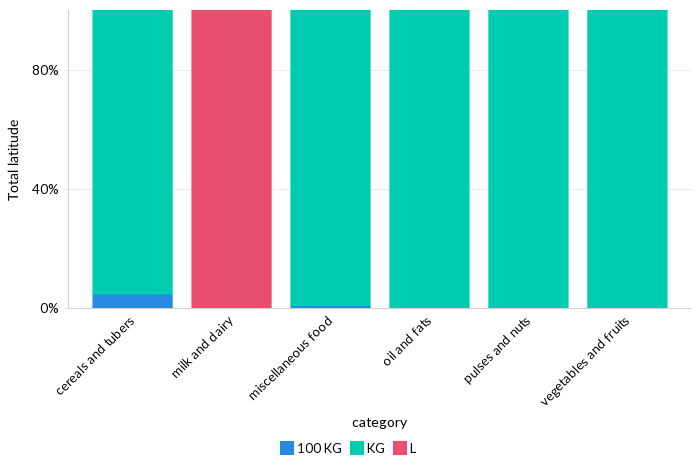 Total latitude
80%
40%
0%
cereals and tubers
milk and dairy
miscellaneous food
oil and fats
pulses and nuts
vegetables and fruits
category
100 KG KG L